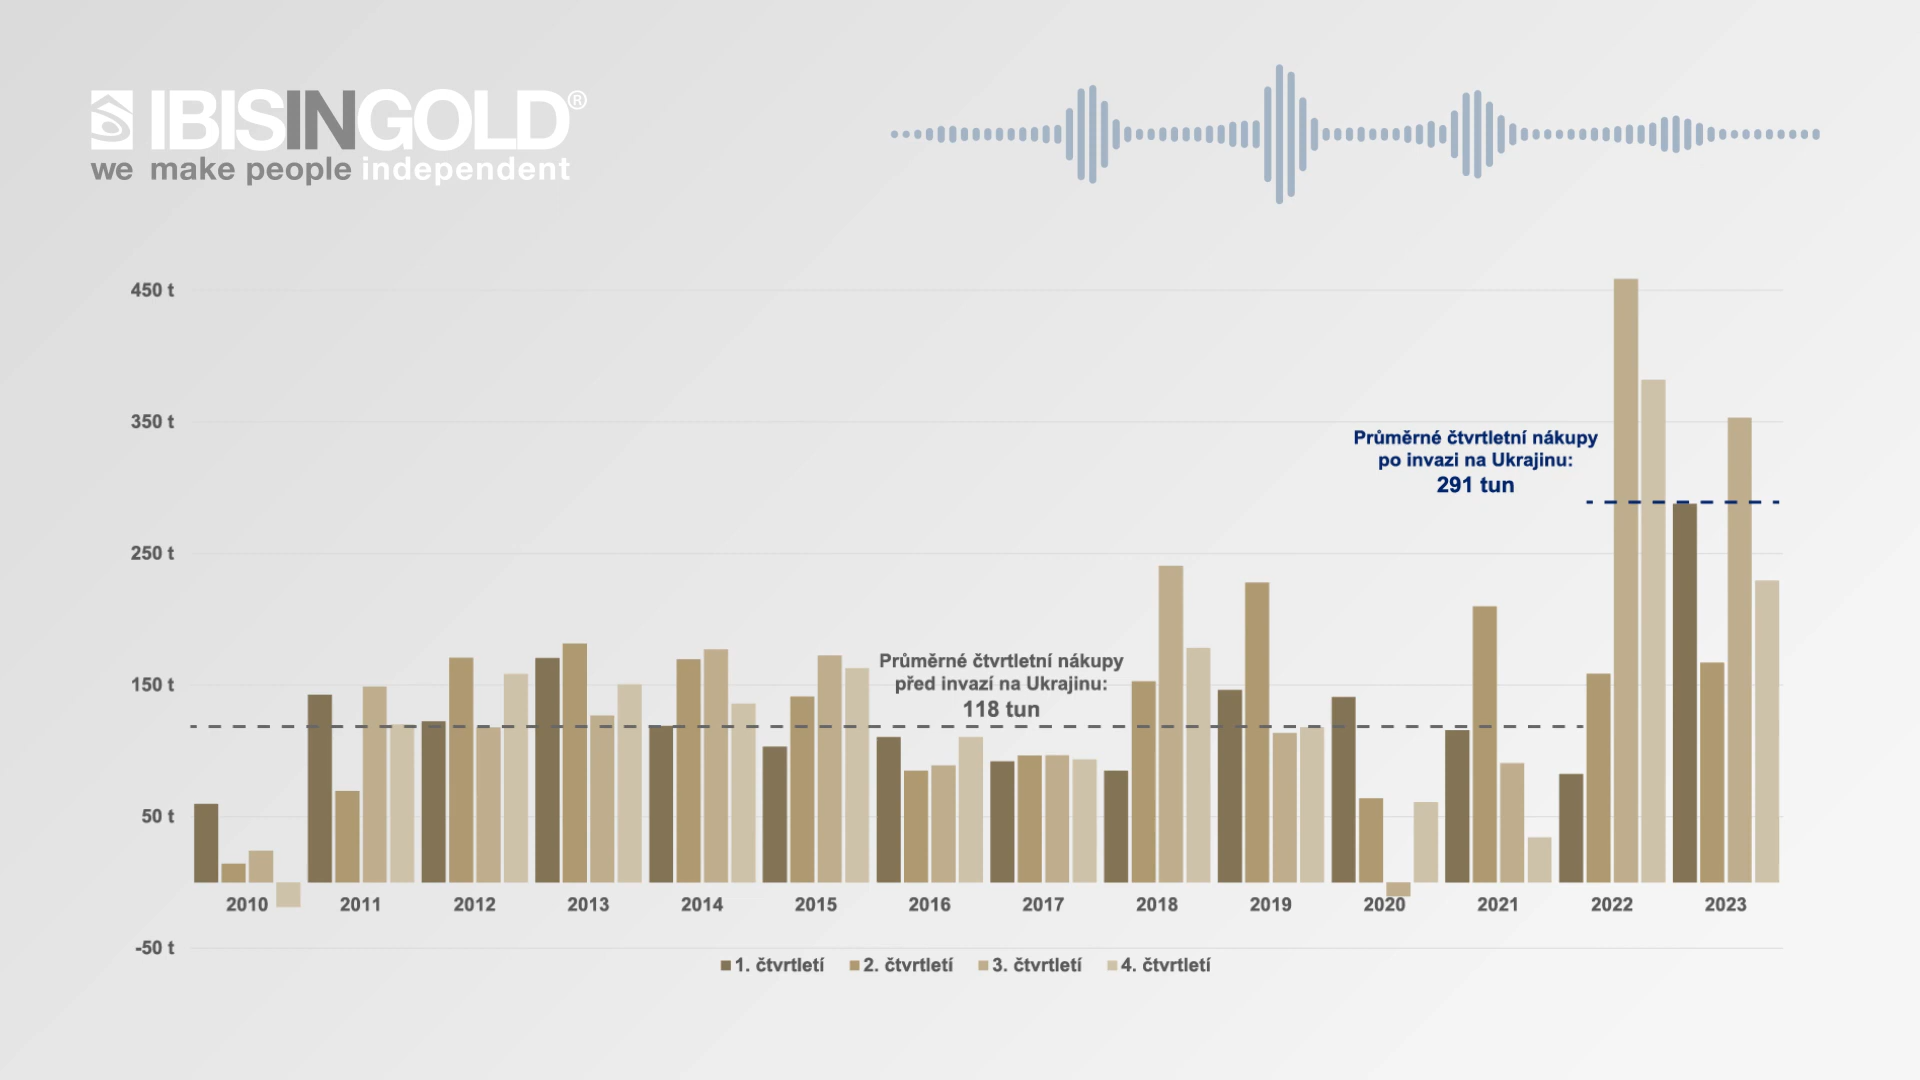 IBISINGOLD®
we make people independent
450 t
350 t
250 t
150 t
50 t
-50 t
Průměrné čtvrtletní nákupy
po invazi na Ukrajinu:
291 tun
Průměrné čtvrtletní nákupy
před invazí na Ukrajinu:
118 tun
2010 2011 2012 2013 2014 2015 2016 2017 2018 2019 2020 2021 2022 2023
1. čtvrtletí 2. čtvrtletí 3. čtvrtletí 4. čtvrtletí